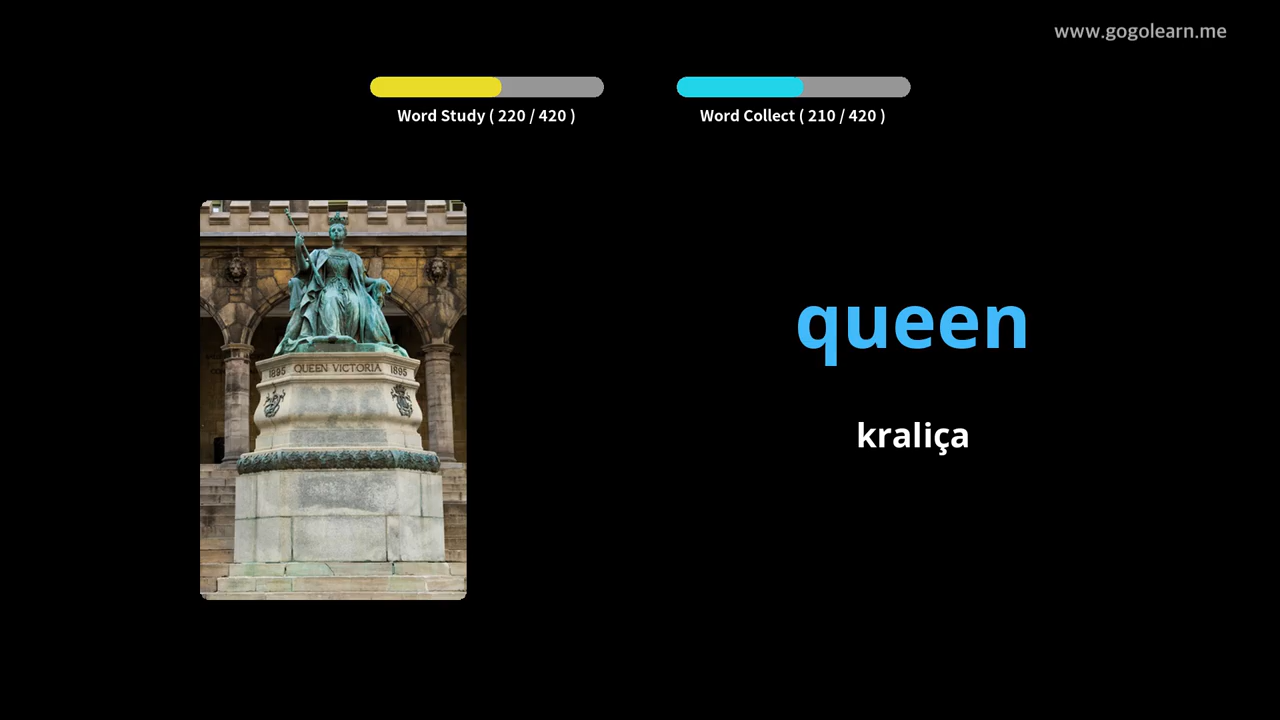 www.gogolearn.me
Word Study ( 220 / 420 )
Word Collect ( 210 / 420 )
1895 QUEEN VICTORIA 1895
queen
kraliça